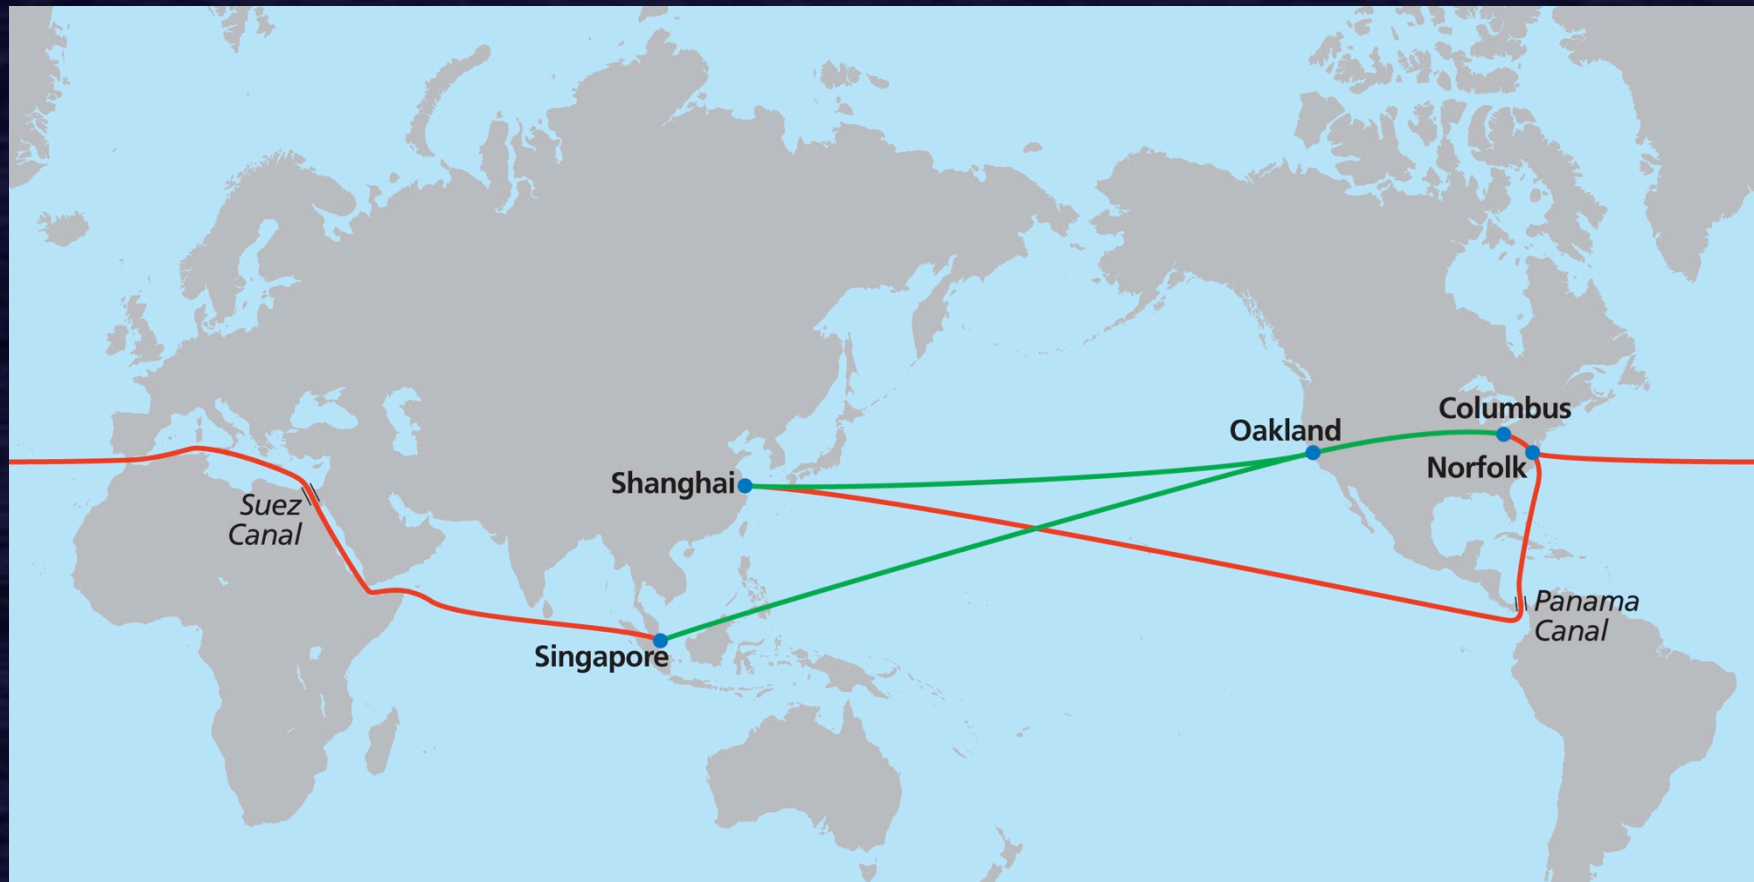 Columbus
Oakland
Norfolk
Shanghai
Suez
Canal
Panama
Canal
Singapore